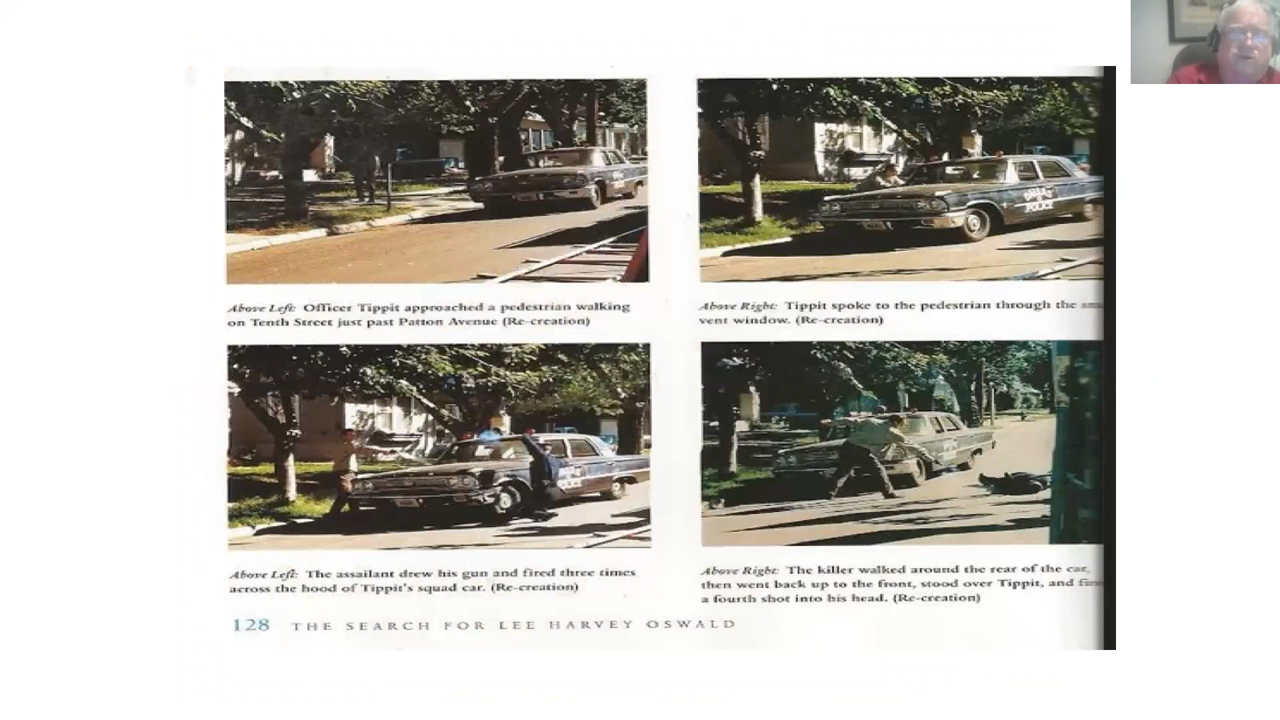 DALLAS
POLICE
Above Left: Officer Tippit approached a pedestrian walking
on Tenth Street just past Patton Avenue (Re-creation)
Above Right: Tippit spoke to the pedestrian through the
vent window. (Re-creation)
POLICE
Above Left: The assailant drew his gun and fired three times
across the hood of Tippit's squad car. (Re-creation)
Above Right: The killer walked around the rear of the car,
then went back up to the front, stood over Tippit, and
a fourth shot into his head. (Re-creation)
128 THE SEARCH FOR LEE HARVEY OSWALD